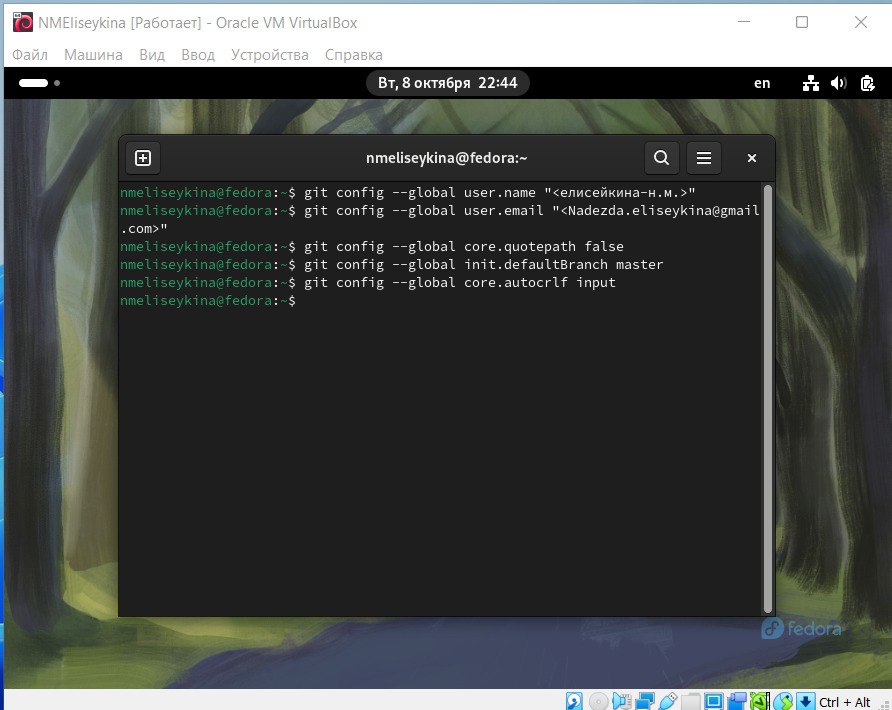 NMEliseykina [Работает] - Oracle VM VirtualBox
Файл Машина Вид Ввод Устройства Справка
Вт, 8 октября 22:44 en
nmeliseykina@fedora:~
nmeliseykina@fedora:~$ git config --global user.name "<елисейкина-н.м.>"
nmeliseykina@fedora:~$ git config --global user.email "<Nadezda.eliseykina@gmail
.com>"
nmeliseykina@fedora:~$ git config --global core.quotepath false
nmeliseykina@fedora:~$ git config --global init.defaultBranch master
nmeliseykina@fedora:~$ git config --global core.autocrlf input
nmeliseykina@fedora:~$
fedora
Ctrl + Alt